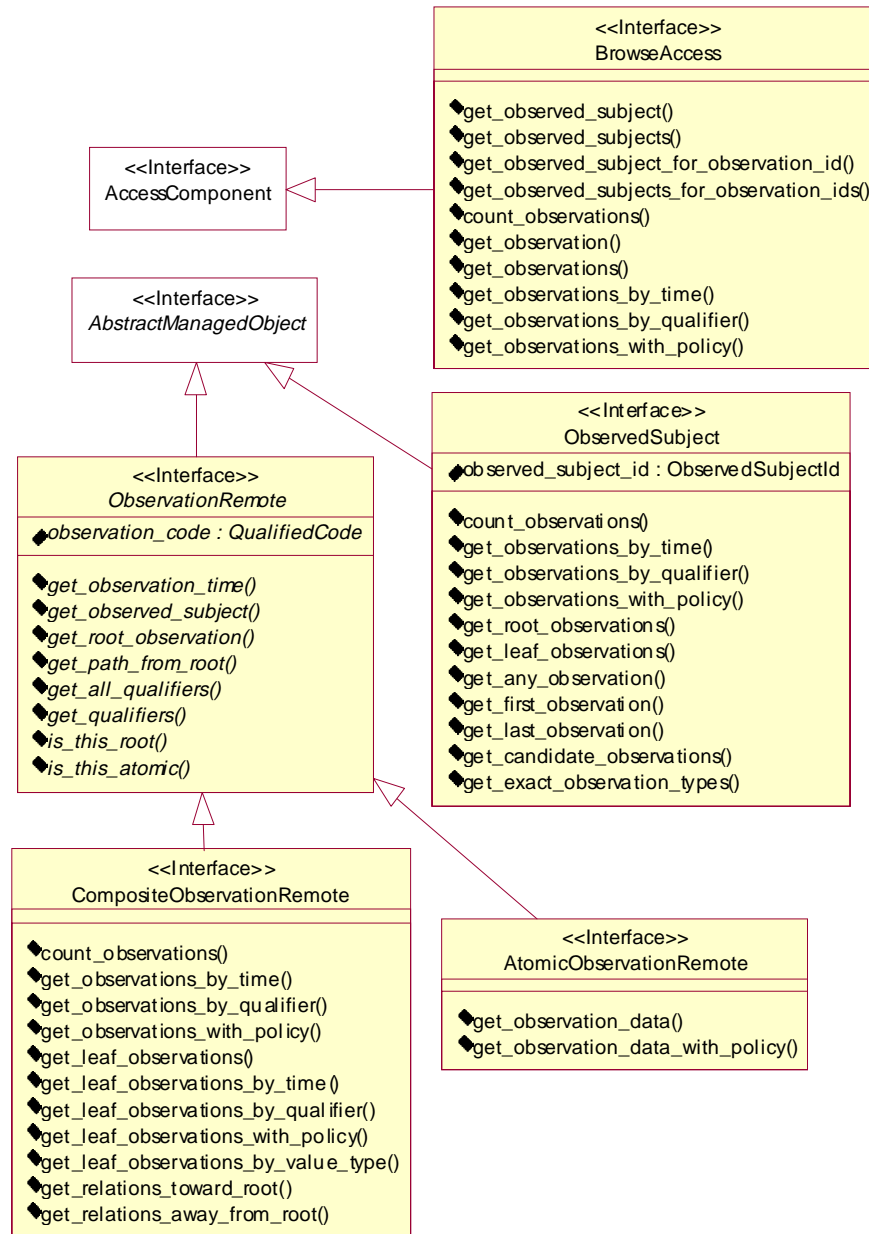 <<Interface>>
BrowseAccess
get_observed_subject()
get_observed_subjects()
get_observed_subject_for_observation_id()
get_observed_subjects_for_observation_ids()
count_observations()
get_observation()
get_observations()
get_observations_by_time()
get_observations_by_qualifier()
get_observations_with_policy()
<<Interface>>
AccessComponent
<<Interface>>
AbstractManagedObject
<<Interface>>
ObservedSubject
observed_subject_id : ObservedSubjectId
count_observations()
get_observations_by_time()
get_observations_by_qualifier()
get_observations_with_policy()
get_root_observations()
get_leaf_observations()
get_any_observation()
get_first_observation()
get_last_observation()
get_candidate_observations()
get_exact_observation_types()
<<Interface>>
ObservationRemote
observation_code : QualifiedCode
get_observation_time()
get_observed_subject()
get_root_observation()
get_path_from_root()
get_all_qualifiers()
get_qualifiers()
is_this_root()
is_this_atomic()
<<Interface>>
CompositeObservationRemote
count_observations()
get_observations_by_time()
get_observations_by_qualifier()
get_observations_with_policy()
get_leaf_observations()
get_leaf_observations_by_time()
get_leaf_observations_by_qualifier()
get_leaf_observations_with_policy()
get_leaf_observations_by_value_type()
get_relations_toward_root()
get_relations_away_from_root()
<<Interface>>
AtomicObservationRemote
get_observation_data()
get_observation_data_with_policy()